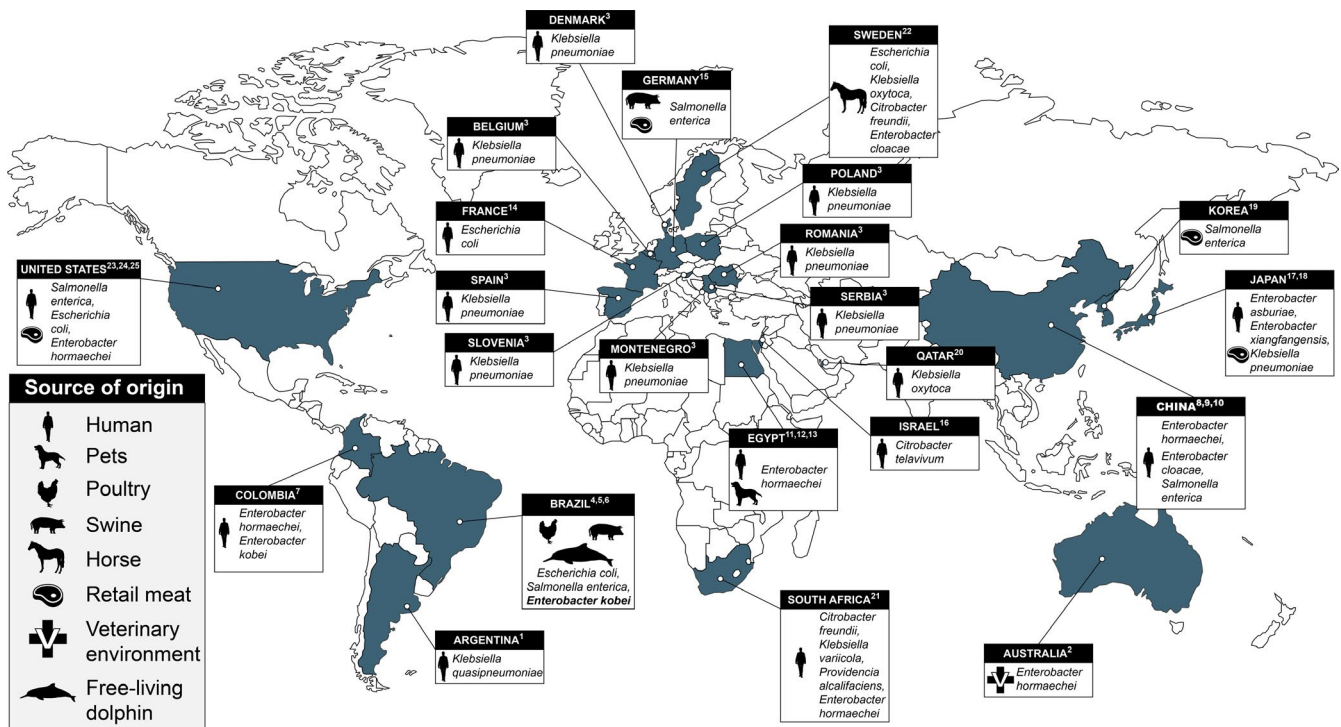 DENMARK3
Klebsiella
pneumoniae
SWEDEN22
Escherichia
coli,
Klebsiella
oxytoca,
Citrobacter
freundii,
Enterobacter
cloacae
GERMANY15
Salmonella
enterica
BELGIUM3
Klebsiella
pneumoniae
POLAND3
Klebsiella
pneumoniae
FRANCE14
Escherichia
coli
KOREA19
Salmonella
enterica
ROMANIA3
Klebsiella
pneumoniae
UNITED STATES23,24,25
Salmonella
enterica,
Escherichia
coli,
Enterobacter
hormaechei
SPAIN3
Klebsiella
pneumoniae
SERBIA3
Klebsiella
pneumoniae
JAPAN17,18
Enterobacter
asburiae,
Enterobacter
xiangfangensis,
Klebsiella
pneumoniae
SLOVENIA3
Klebsiella
pneumoniae
MONTENEGRO3
Klebsiella
pneumoniae
QATAR20
Klebsiella
oxytoca
Source of origin
Human
Pets
Poultry
Swine
Horse
Retail meat
Veterinary
environment
Free-living
dolphin
CHINA8,9,10
Enterobacter
hormaechei,
Enterobacter
cloacae,
Salmonella
enterica
ISRAEL16
Citrobacter
telavivum
EGYPT11,12,13
Enterobacter
hormaechei
COLOMBIA7
Enterobacter
hormaechei,
Enterobacter
kobei
BRAZIL4,5,6
Escherichia coli,
Salmonella enterica,
Enterobacter kobei
SOUTH AFRICA21
Citrobacter
freundii,
Klebsiella
variicola,
Providencia
alcalifaciens,
Enterobacter
hormaechei
ARGENTINA1
Klebsiella
quasipneumoniae
AUSTRALIA2
V
Enterobacter
hormaechei
V